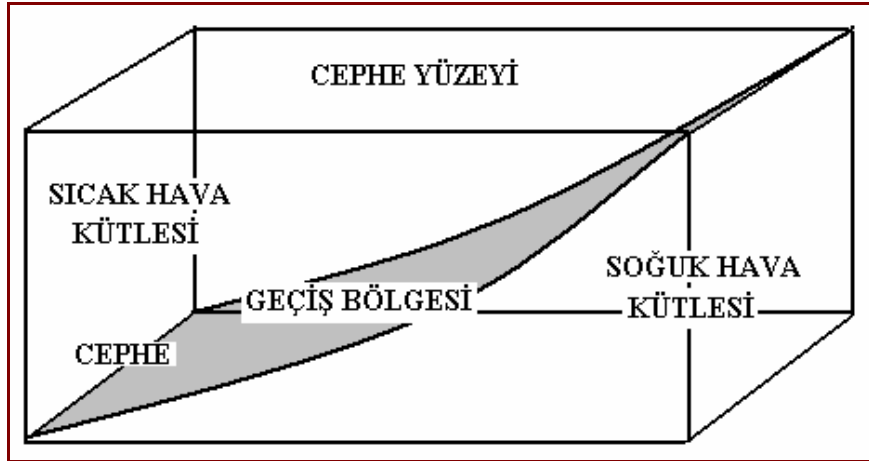 CEPHE YÜZEYİ
SICAK HAVA
KÜTLESİ
SOĞUK HAVA
KÜTLESİ
GEÇİŞ BÖLGESİ
CEPHE